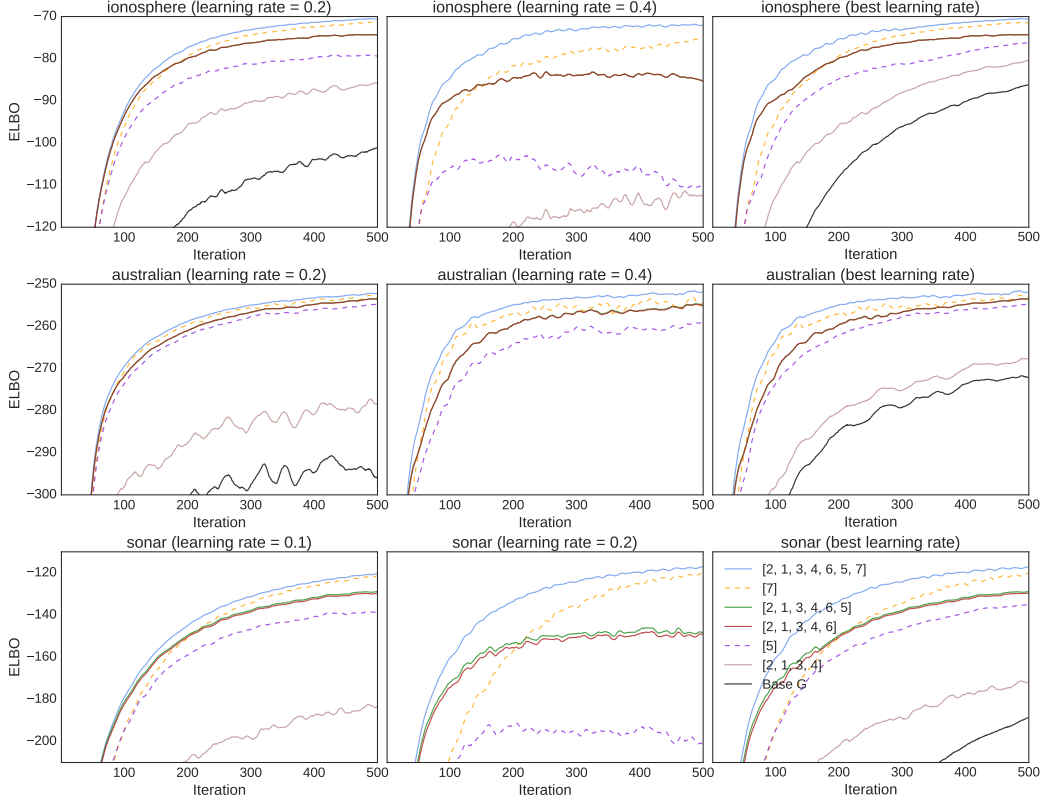 ionosphere (learning rate = 0.2)
ionosphere (learning rate = 0.4)
ionosphere (best learning rate)
ELBO
−70
−80
−90
−100
−110
−120
100 200 300 400 500
100 200 300 400 500
100 200 300 400 500
Iteration
Iteration
Iteration
australian (learning rate = 0.2)
australian (learning rate = 0.4)
australian (best learning rate)
ELBO
−250
−260
−270
−280
−290
−300
100 200 300 400 500
100 200 300 400 500
100 200 300 400 500
Iteration
Iteration
Iteration
sonar (learning rate = 0.1)
sonar (learning rate = 0.2)
sonar (best learning rate)
ELBO
−120
−140
−160
−180
−200
[2, 1, 3, 4, 6, 5, 7]
[7]
[2, 1, 3, 4, 6, 5]
[2, 1, 3, 4, 6]
[5]
[2, 1, 3, 4]
Base G
100 200 300 400 500
100 200 300 400 500
100 200 300 400 500
Iteration
Iteration
Iteration